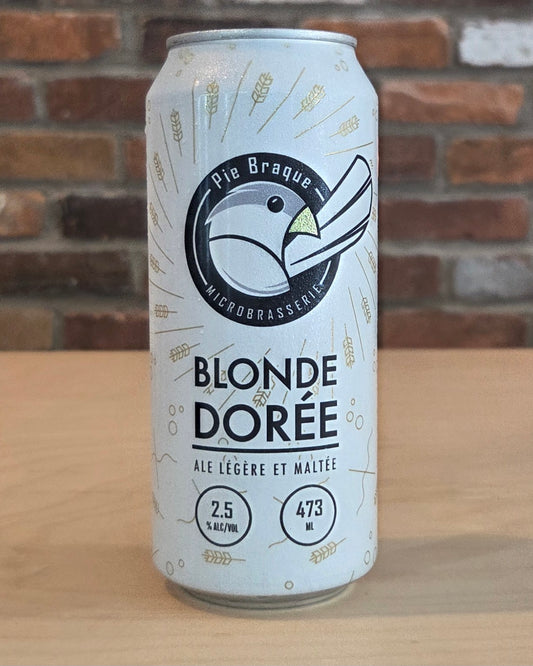 Pie Braque
MICROBRASSERIE
BLONDE
DORÉE
ALE LÉGÈRE ET MALTÉE
2.5
% ALC/VOL
473
ML